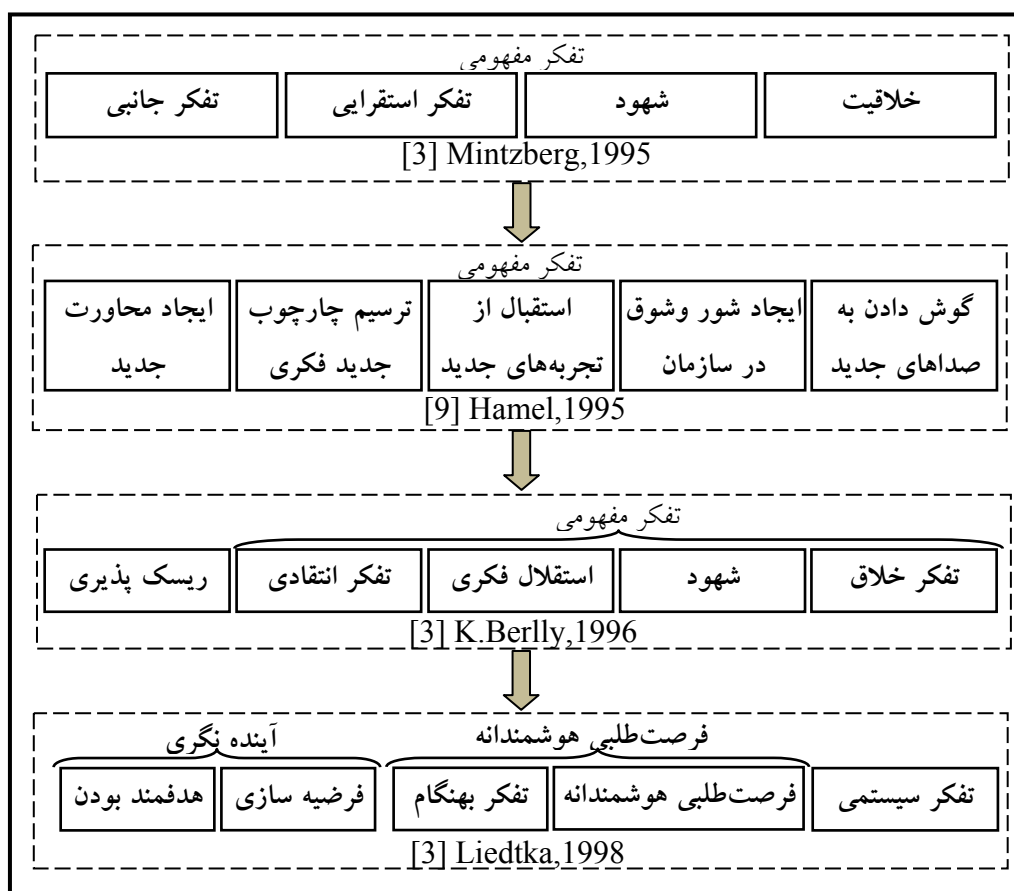 تفکر مفهومی
خلاقیت
شهود
تفکر استقرایی
تفکر جانبی
[3] Mintzberg,1995
تفکر مفهومی
گوش دادن به
صداهای جدید
ایجاد شور وشوق
در سازمان
استقبال از
تجربه‌های جدید
ترسیم چارچوب
جدید فکری
ایجاد محاورت
جدید
[9] Hamel,1995
تفکر مفهومی
تفکر خلاق
شهود
استقلال فکری
تفکر انتقادی
ریسک پذیری
[3] K.Berlly,1996
فرصت‌طلبی هوشمندانه
آینده نگری
تفکر سیستمی
فرصت‌طلبی هوشمندانه
تفکر بهنگام
فرضیه سازی
هدفمند بودن
[3] Liedtka,1998